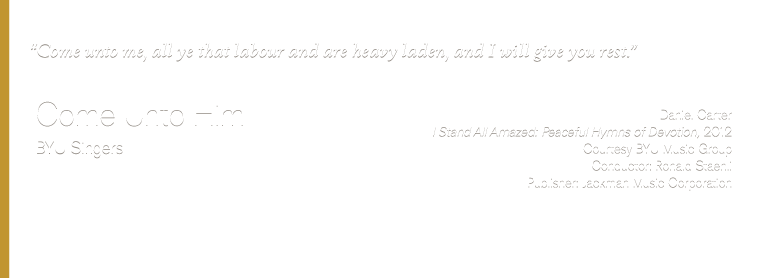 “Come unto me, all ye that labour and are heavy laden, and I will give you rest.”
Come Unto Him
BYU Singers
Daniel Carter
I Stand All Amazed: Peaceful Hymns of Devotion, 2012
Courtesy BYU Music Group
Conductor: Ronald Staheli
Publisher: Jackman Music Corporation